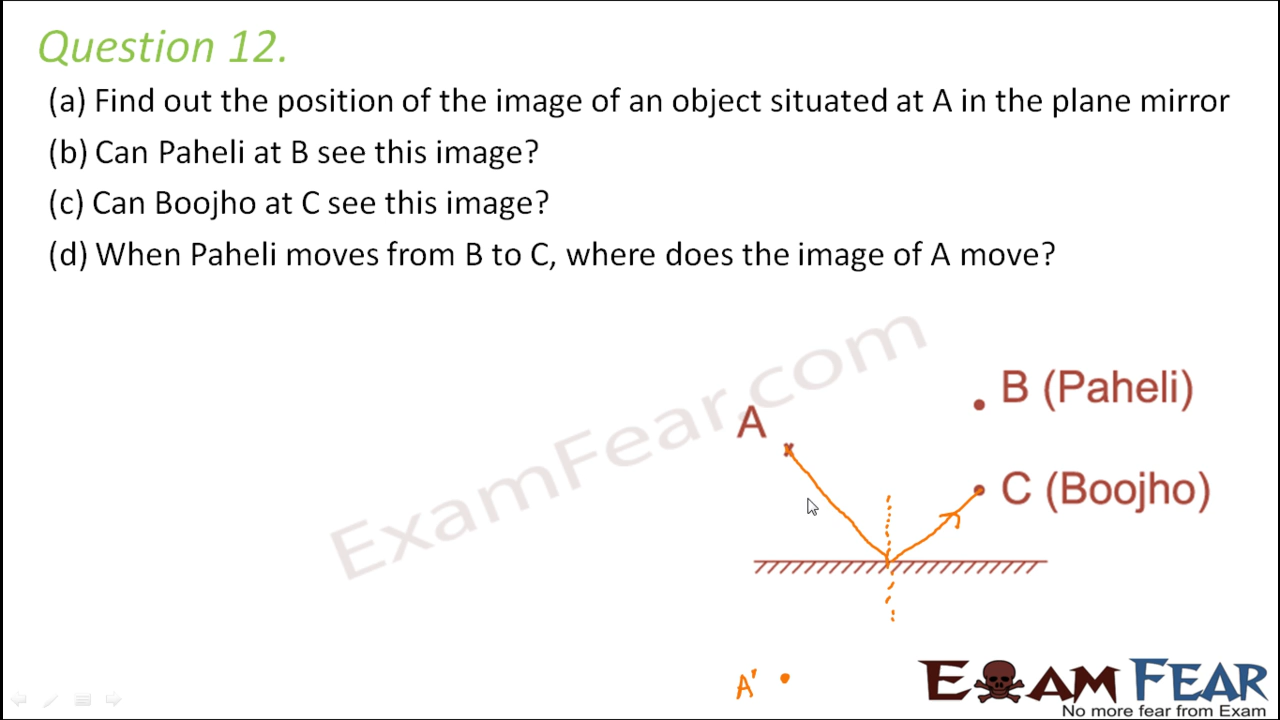 Question 12.
(a) Find out the position of the image of an object situated at A in the plane mirror
(b) Can Paheli at B see this image?
(c) Can Boojho at C see this image?
(d) When Paheli moves from B to C, where does the image of A move?
ExamFear.com
B (Paheli)
A
C (Boojho)
A'
EXAM FEAR
No more fear from Exam